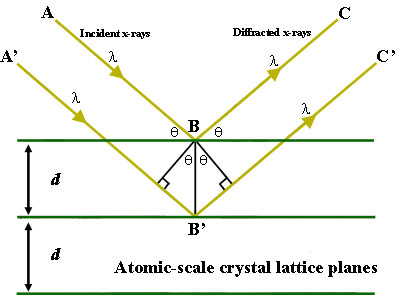 A
C
Incident x-rays
Diffracted x-rays
A'
C'
λ
λ
λ
λ
B
θ
θ
θ
θ
d
B'
d
Atomic-scale crystal lattice planes